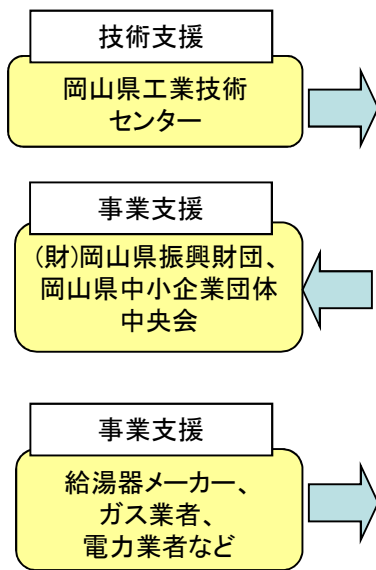 技術支援
岡山県工業技術
センター
事業支援
(財)岡山県振興財団、
岡山県中小企業団体
中央会
事業支援
給湯器メーカー、
ガス業者、
電力業者など